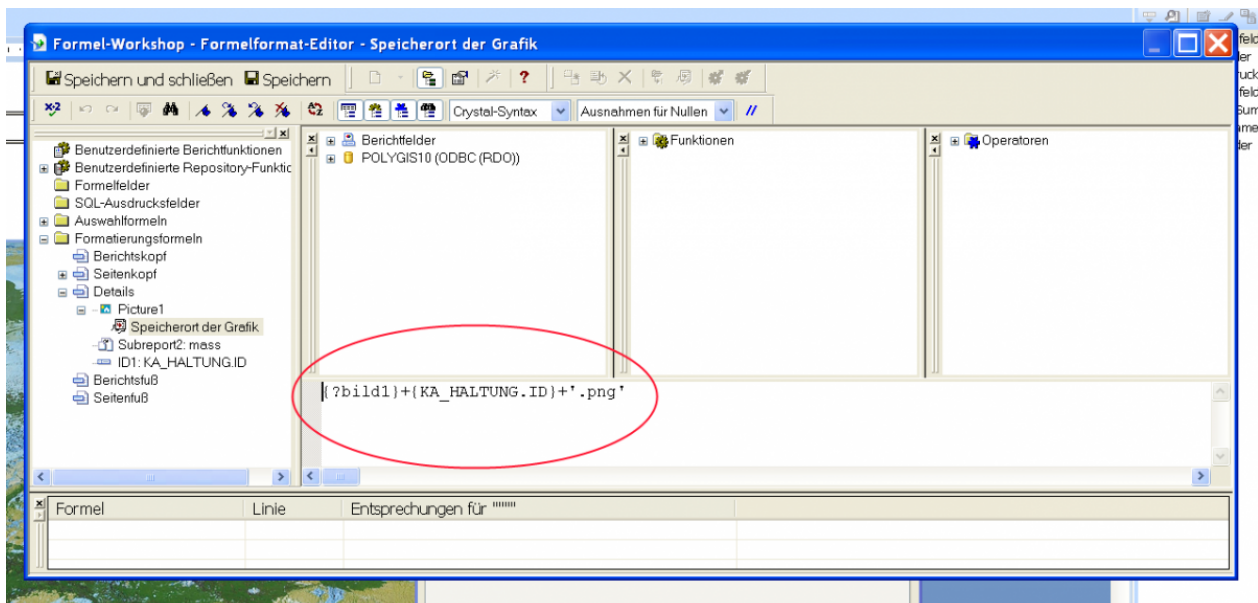 Formel-Workshop - Formelformat-Editor - Speicherort der Grafik
Speichern und schließen Speichern
Crystal-Syntax Ausnahmen für Nullen
Benutzerdefinierte Berichtfunktionen
Benutzerdefinierte Repository-Funktic
Formelfelder
SQL-Ausdrucksfelder
Auswahlformeln
Formatierungsformeln
Berichtskopf
Seitenkopf
Details
Picture1
Speicherort der Grafik
Subreport2: mass
ID1: KA_HALTUNG.ID
Berichtsfuß
Seitenfuß
Berichtfelder
POLYGIS10 (ODBC (RDO))
Funktionen
Operatoren
{?bild1}+{KA_HALTUNG.ID}+'.png'
Formel Linie Entsprechungen für """"